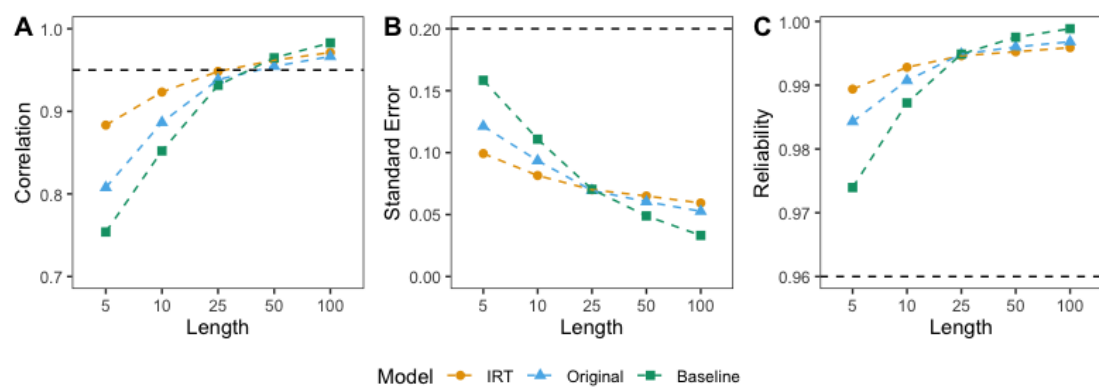 A
Correlation
1.0
0.9
0.8
0.7
5 10 25 50 100
Length
B
Standard Error
0.20
0.15
0.10
0.05
0.00
5 10 25 50 100
Length
C
Reliability
1.00
0.99
0.98
0.97
0.96
5 10 25 50 100
Length
Model IRT Original Baseline